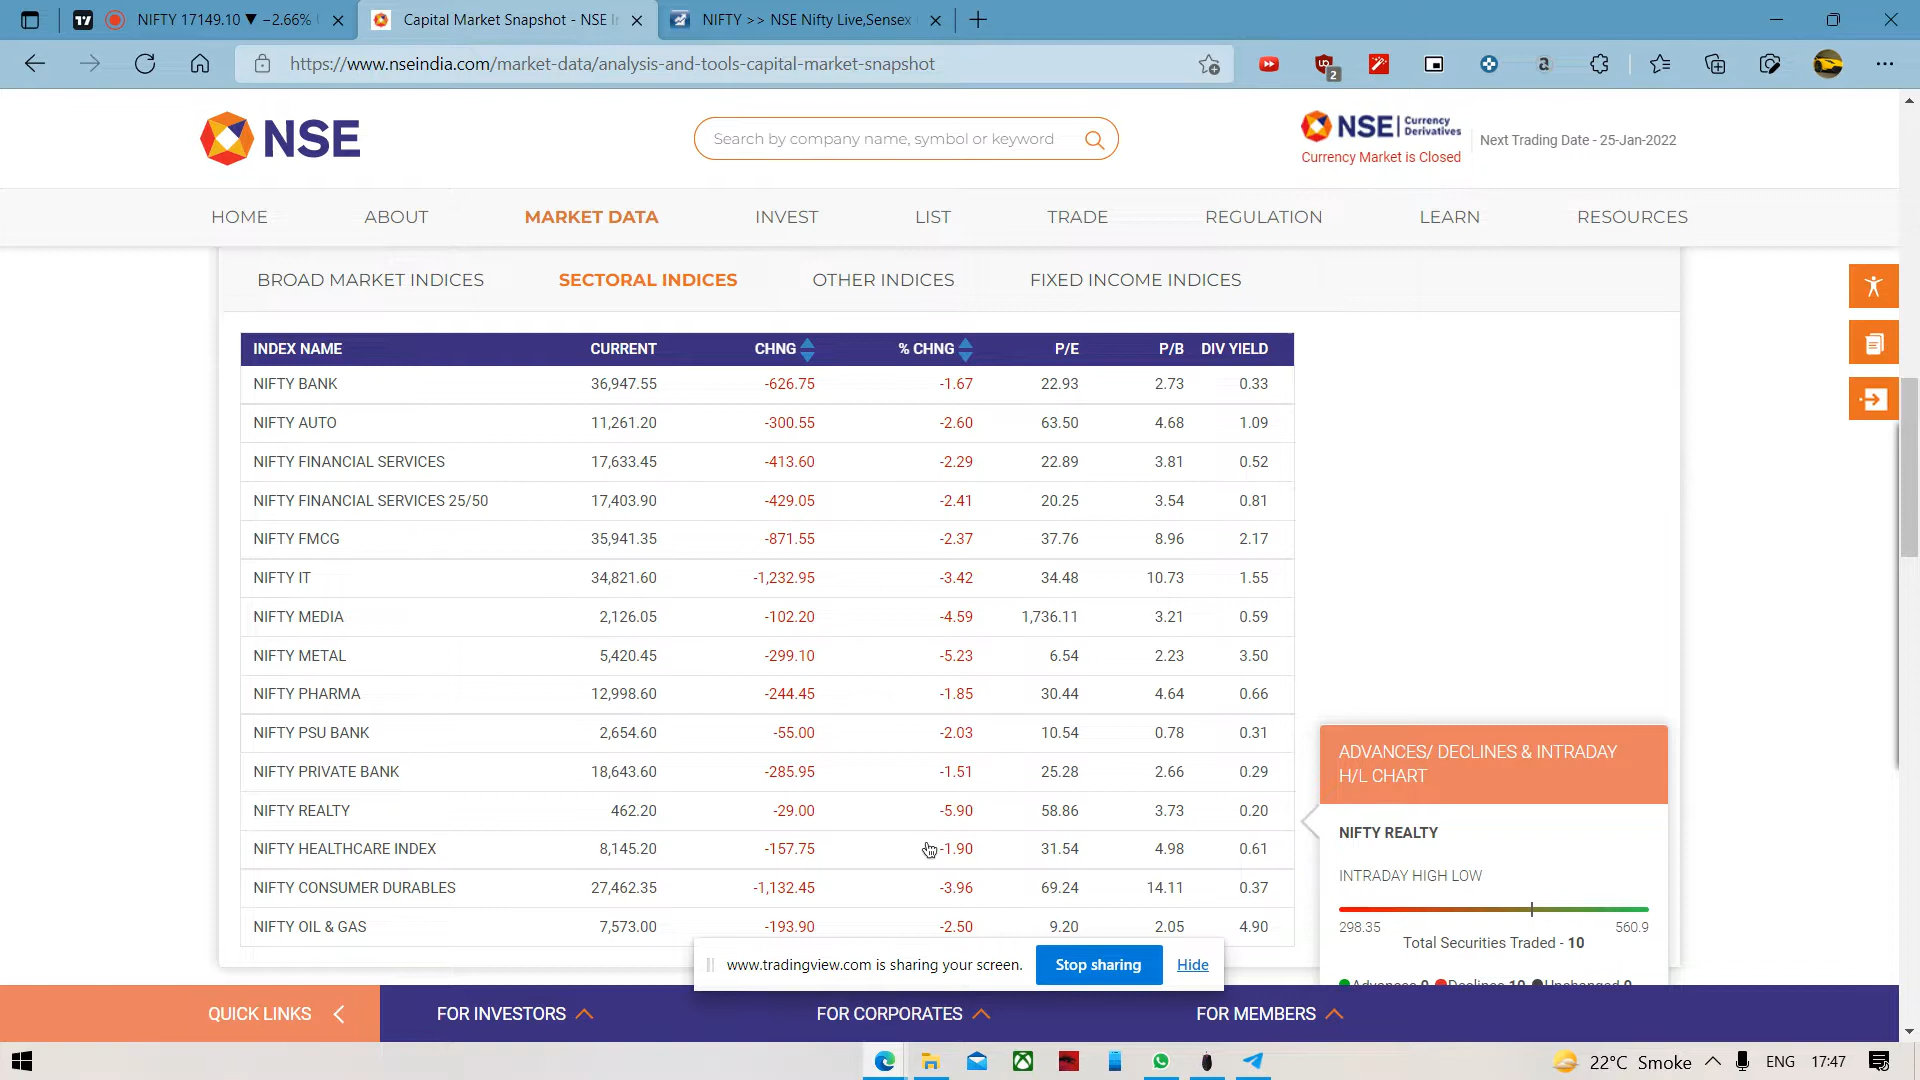 NIFTY 17149.10 ▼ −2.66%
Capital Market Snapshot - NSE I
NIFTY >> NSE Nifty Live,Sensex
https://www.nseindia.com/market-data/analysis-and-tools-capital-market-snapshot
2
NSE
Search by company name, symbol or keyword
NSE Currency Derivatives
Currency Market is Closed
Next Trading Date - 25-Jan-2022
HOME ABOUT MARKET DATA INVEST LIST TRADE REGULATION LEARN RESOURCES
BROAD MARKET INDICES SECTORAL INDICES OTHER INDICES FIXED INCOME INDICES
INDEX NAME CURRENT CHNG % CHNG P/E P/B DIV YIELD
NIFTY BANK 36,947.55 -626.75 -1.67 22.93 2.73 0.33
NIFTY AUTO 11,261.20 -300.55 -2.60 63.50 4.68 1.09
NIFTY FINANCIAL SERVICES 17,633.45 -413.60 -2.29 22.89 3.81 0.52
NIFTY FINANCIAL SERVICES 25/50 17,403.90 -429.05 -2.41 20.25 3.54 0.81
NIFTY FMCG 35,941.35 -871.55 -2.37 37.76 8.96 2.17
NIFTY IT 34,821.60 -1,232.95 -3.42 34.48 10.73 1.55
NIFTY MEDIA 2,126.05 -102.20 -4.59 1,736.11 3.21 0.59
NIFTY METAL 5,420.45 -299.10 -5.23 6.54 2.23 3.50
NIFTY PHARMA 12,998.60 -244.45 -1.85 30.44 4.64 0.66
NIFTY PSU BANK 2,654.60 -55.00 -2.03 10.54 0.78 0.31
NIFTY PRIVATE BANK 18,643.60 -285.95 -1.51 25.28 2.66 0.29
NIFTY REALTY 462.20 -29.00 -5.90 58.86 3.73 0.20
NIFTY HEALTHCARE INDEX 8,145.20 -157.75 -1.90 31.54 4.98 0.61
NIFTY CONSUMER DURABLES 27,462.35 -1,132.45 -3.96 69.24 14.11 0.37
NIFTY OIL & GAS 7,573.00 -193.90 -2.50 9.20 2.05 4.90
ADVANCES/ DECLINES & INTRADAY
H/L CHART
NIFTY REALTY
INTRADAY HIGH LOW
298.35 560.9
Total Securities Traded - 10
Advances 0 Declines 10 Unchanged 0
www.tradingview.com is sharing your screen. Stop sharing Hide
QUICK LINKS FOR INVESTORS FOR CORPORATES FOR MEMBERS
22°C Smoke ENG 17:47